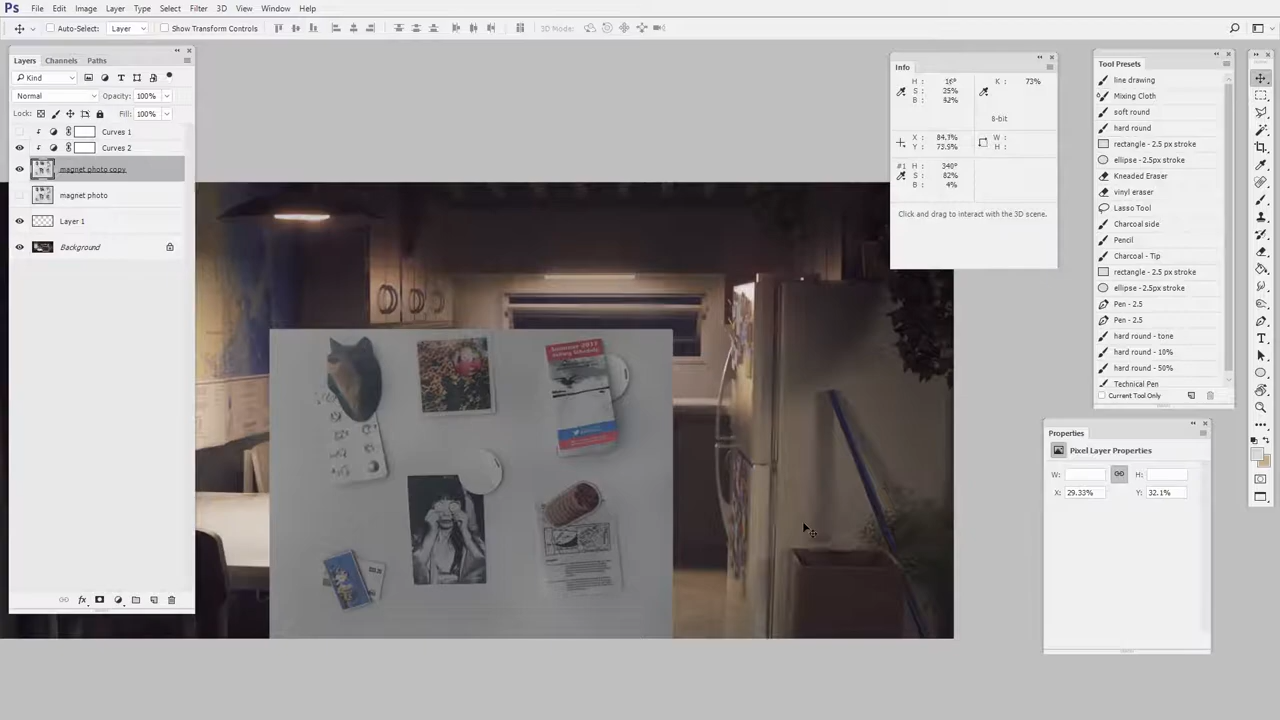 Ps File Edit Image Layer Type Select Filter 3D View Window Help
Auto-Select: Layer Show Transform Controls 3D Mode:
Layers Channels Paths
Kind
Normal Opacity: 100%
Lock: Fill: 100%
Curves 1
Curves 2
magnet photo copy
magnet photo
Layer 1
Background
fx
Summer 2017
Info
H : 16° K : 73%
S : 25%
B : 62%
8-bit
X : 84.1% W :
Y : 73.9% H :
#1 H : 340°
S : 82%
B : 4%
Click and drag to interact with the 3D scene.
Tool Presets
line drawing
Mixing Cloth
soft round
hard round
rectangle - 2.5 px stroke
ellipse - 2.5px stroke
Kneaded Eraser
vinyl eraser
Lasso Tool
Charcoal side
Pencil
Charcoal - Tip
rectangle - 2.5 px stroke
ellipse - 2.5px stroke
Pen - 2.5
Pen - 2.5
hard round - tone
hard round - 10%
hard round - 50%
Technical Pen
Current Tool Only
Properties
Pixel Layer Properties
W: H:
X: 29.33% Y: 32.1%